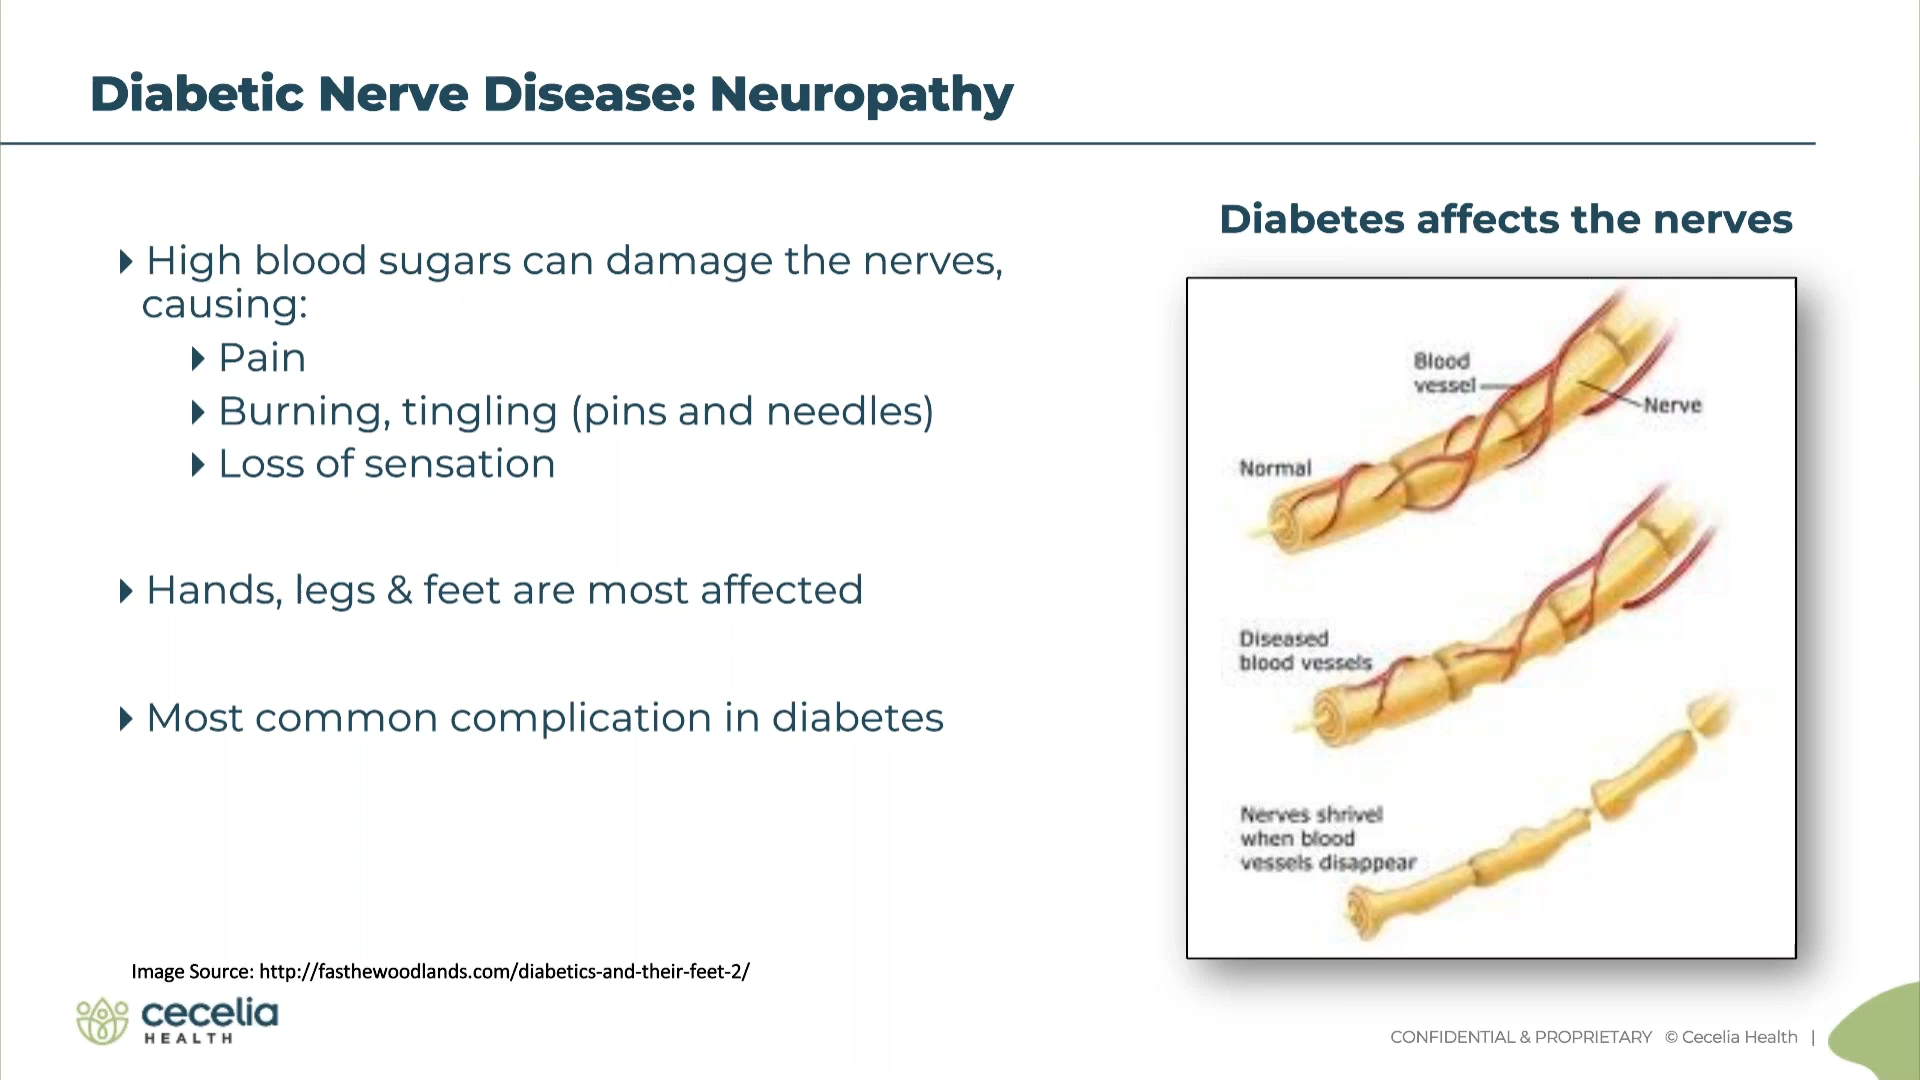 Diabetic Nerve Disease: Neuropathy
High blood sugars can damage the nerves,
causing:
Pain
Burning, tingling (pins and needles)
Loss of sensation
Hands, legs & feet are most affected
Most common complication in diabetes
Diabetes affects the nerves
Blood
vessel
Nerve
Normal
Diseased
blood vessels
Nerves shrivel
when blood
vessels disappear
Image Source: http://fasthewoodlands.com/diabetics-and-their-feet-2/
cecelia
HEALTH
CONFIDENTIAL & PROPRIETARY © Cecelia Health |